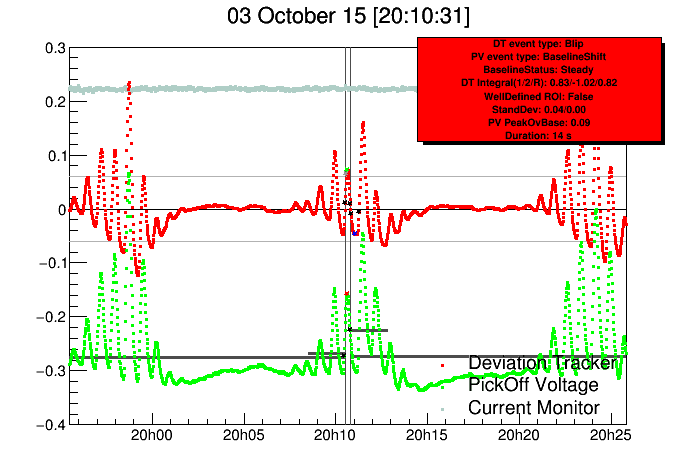 03 October 15 [20:10:31]
DT event type: Blip
PV event type: BaselineShift
BaselineStatus: Steady
DT Integral(1/2/R): 0.83/-1.02/0.82
WellDefined ROI: False
StandDev: 0.04/0.00
PV PeakOvBase: 0.09
Duration: 14 s
0.3
0.2
0.1
0
−0.1
−0.2
−0.3
−0.4
Deviation Tracker
PickOff Voltage
Current Monitor
20h00 20h05 20h10 20h15 20h20 20h25